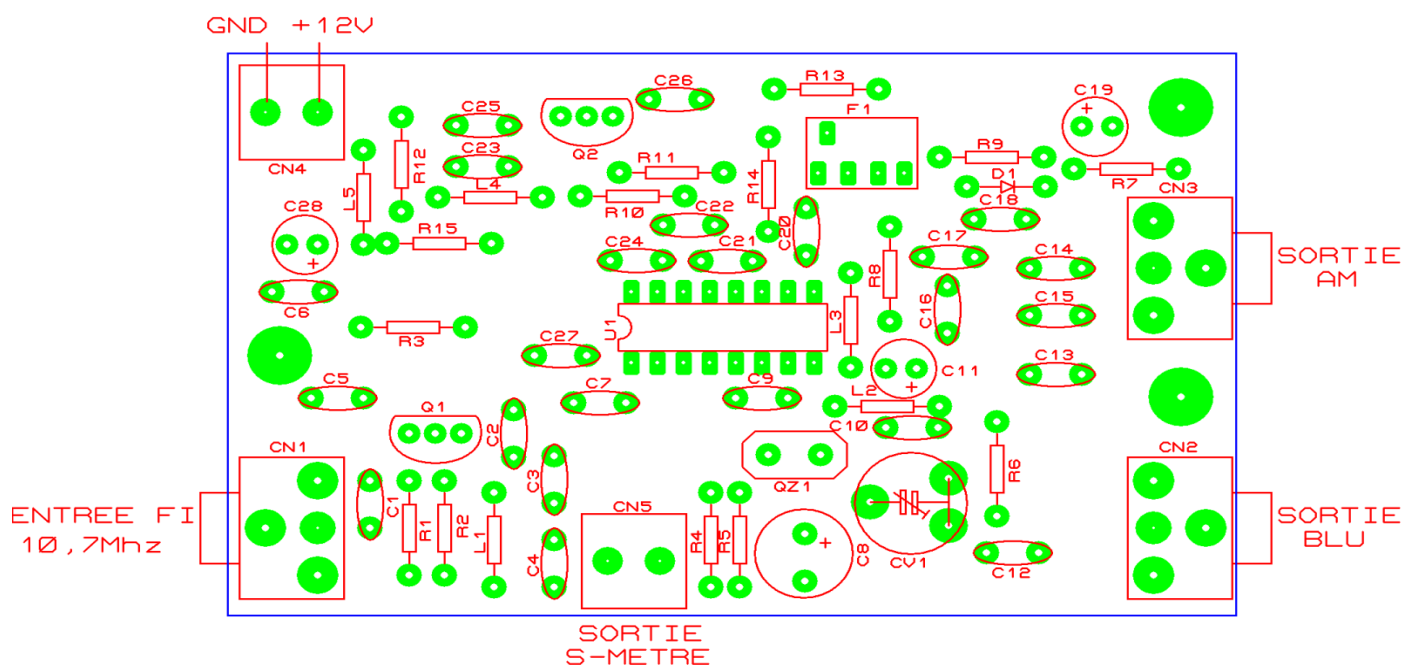 GND +12V
C26
R13
C19
C25
F1
Q2
R12
C23
R11
R9
CN4
R14
D1
R7
CN3
L5
L4
R10
C28
C22
C20
C18
R15
C24
C21
C17
C14
R8
SORTIE
AM
C6
C16
C15
U1
L3
R3
C27
C13
C11
C5
C7
C9
L2
Q1
C2
C10
CN1
CN2
C3
QZ1
R6
C1
CN5
ENTREE FI
10,7Mhz
R1
R2
L1
R4
R5
SORTIE
BLU
C4
C8
CV1
C12
SORTIE
S-METRE